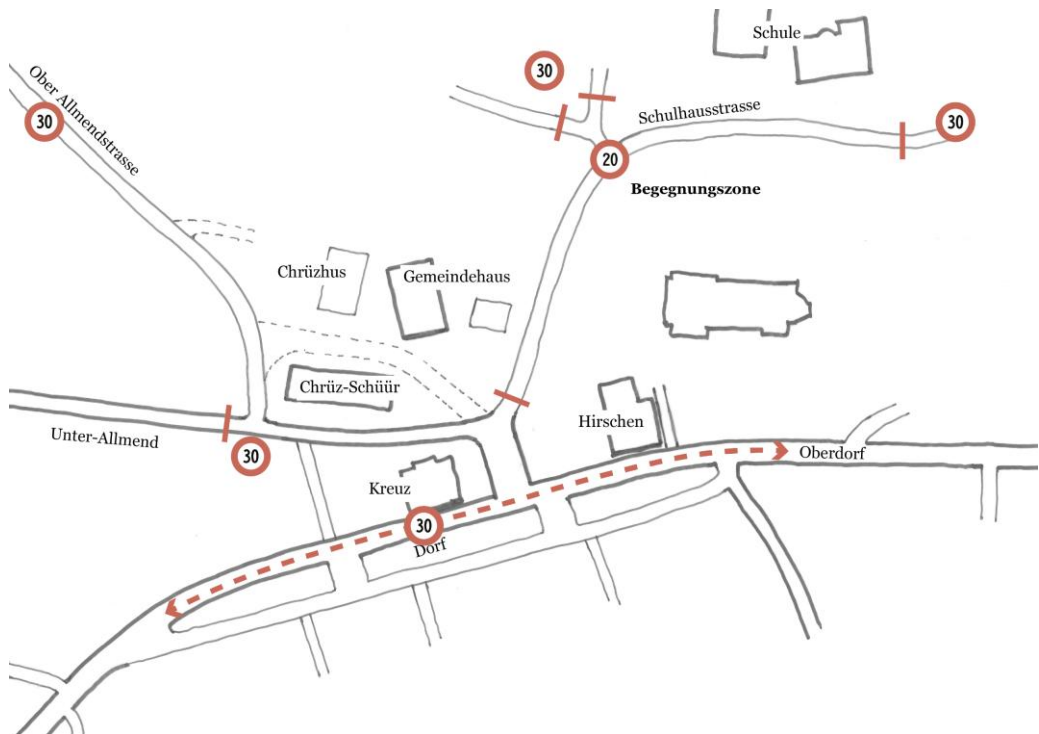 Schule
30
30
Schulhausstrasse
30
Ober Allmendstrasse
30
20
Begegnungszone
Chrüzhus
Gemeindehaus
Chrüz-Schüür
Hirschen
Unter-Allmend
30
Oberdorf
Kreuz
30
Dorf